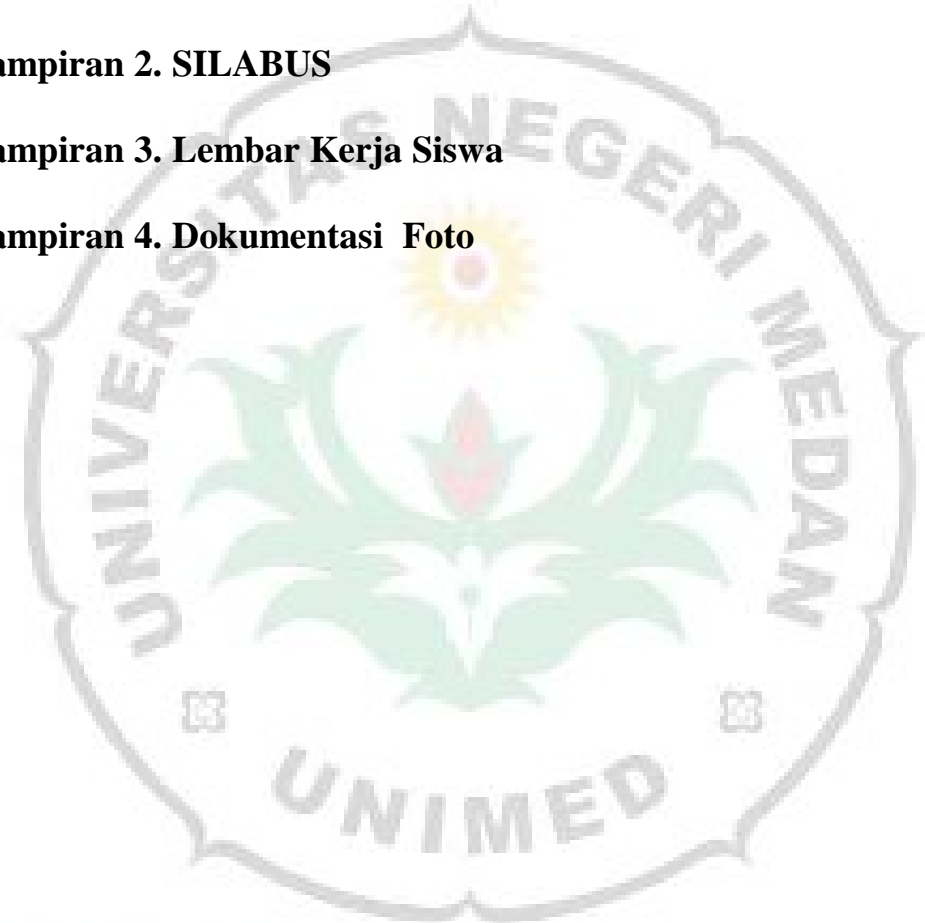 ampiran 2. SILABUS
ampiran 3. Lembar Kerja Siswa
ampiran 4. Dokumentasi Foto
UNIVERSITAS NEGERI MEDAN
UNIMED